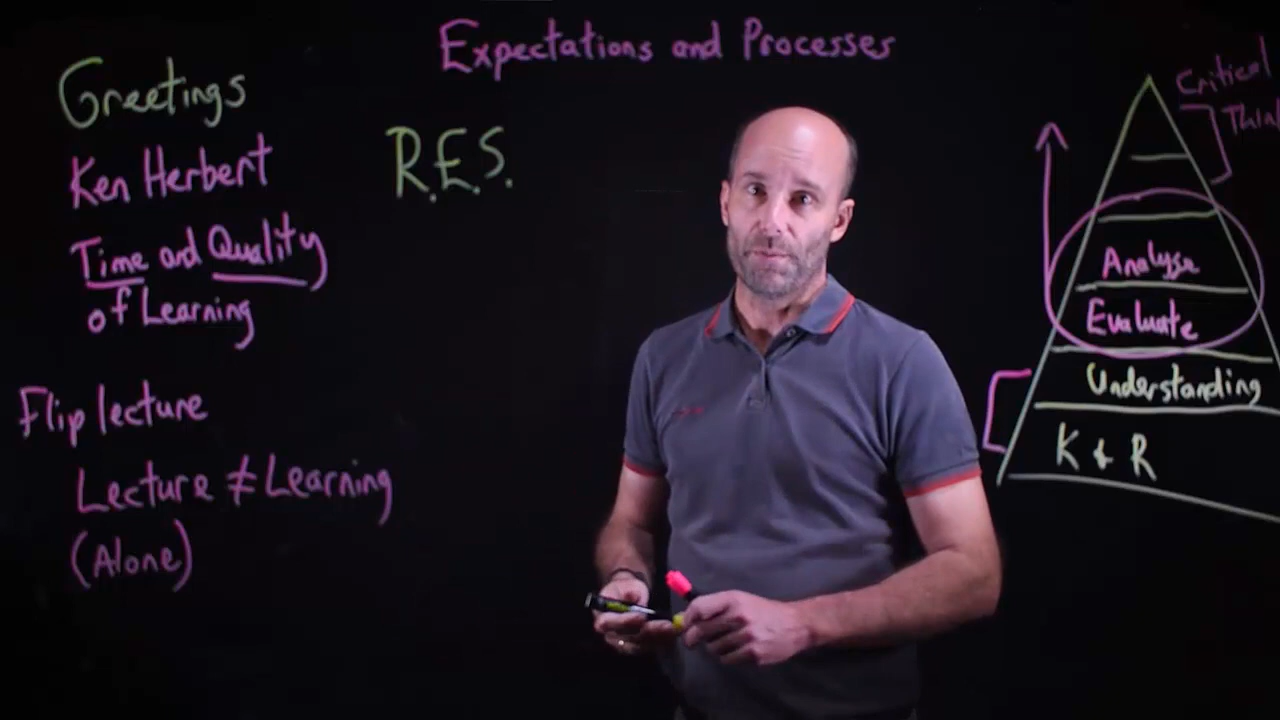 Expectations and Processes
Greetings
Ken Herbert
Time and Quality
of Learning
Flip lecture
Lecture ≠ Learning
(Alone)
R.E.S.
Critical
Analyse
Evaluate
Understanding
K & R